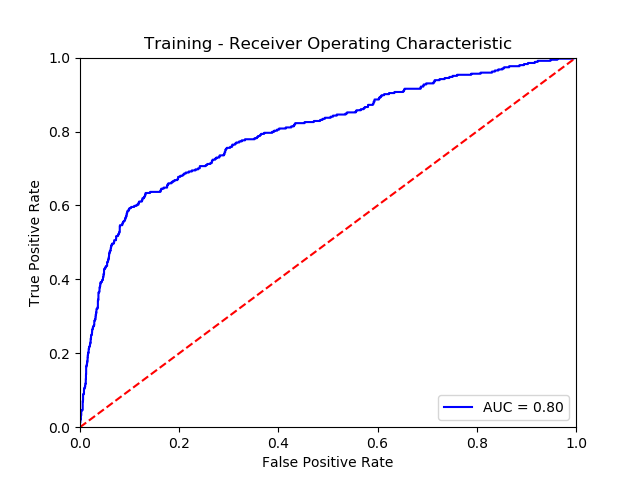 Training - Receiver Operating Characteristic
True Positive Rate
1.0
0.8
0.6
0.4
0.2
0.0
AUC = 0.80
0.0 0.2 0.4 0.6 0.8 1.0
False Positive Rate